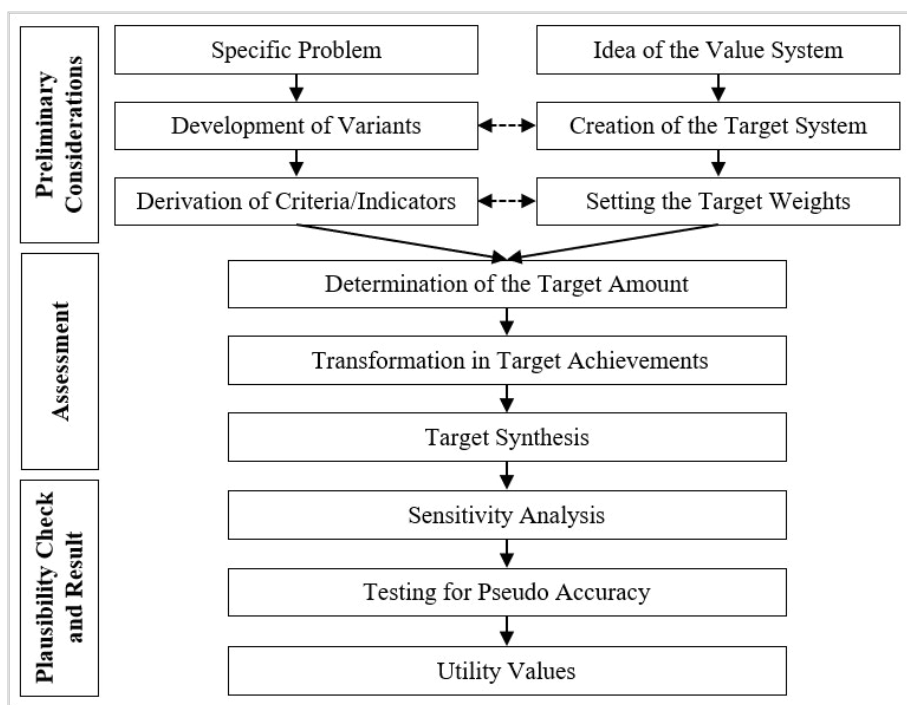 Preliminary
Considerations
Specific Problem
Idea of the Value System
Development of Variants
Creation of the Target System
Derivation of Criteria/Indicators
Setting the Target Weights
Assessment
Determination of the Target Amount
Transformation in Target Achievements
Target Synthesis
Plausibility Check
and Result
Sensitivity Analysis
Testing for Pseudo Accuracy
Utility Values